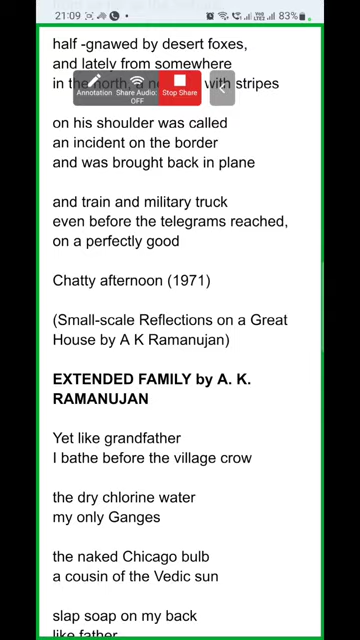 21:09
83%
half -gnawed by desert foxes,
and lately from somewhere
in the north, a with stripes
Annotation
Share Audio: OFF
Stop Share
on his shoulder was called
an incident on the border
and was brought back in plane
and train and military truck
even before the telegrams reached,
on a perfectly good
Chatty afternoon (1971)
(Small-scale Reflections on a Great
House by A K Ramanujan)
EXTENDED FAMILY by A. K.
RAMANUJAN
Yet like grandfather
I bathe before the village crow
the dry chlorine water
my only Ganges
the naked Chicago bulb
a cousin of the Vedic sun
slap soap on my back
like father